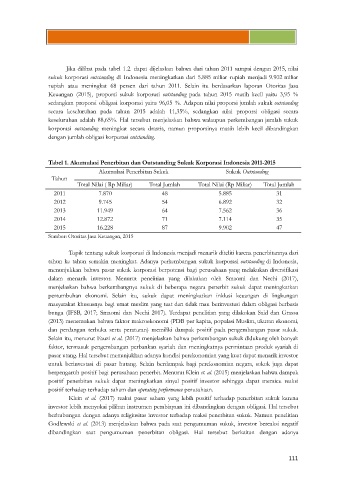 Jika dilihat pada tabel 1.2. dapat dijelaskan bahwa dari tahun 2011 sampai dengan 2015, nilai
sukuk korporasi outstanding di Indonesia meningkatkan dari 5.885 miliar rupiah menjadi 9.902 miliar
rupiah atau meningkat 68 persen dari tahun 2011. Selain itu berdasarkan laporan Otoritas Jasa
Keuangan (2015), proporsi sukuk korporasi outstanding pada tahun 2015 masih kecil yaitu 3,95 %
sedangkan proporsi obligasi korporasi yaitu 96,05 %. Adapun nilai proporsi jumlah sukuk outstanding
secara keseluruhan pada tahun 2015 adalah 11,35%, sedangkan nilai proporsi obligasi secara
keseluruhan adalah 88,65%. Hal tersebut menjelaskan bahwa walaupun perkembangan jumlah sukuk
korporasi outstanding meningkat secara drastis, namun proporsinya masih lebih kecil dibandingkan
dengan jumlah obligasi korporasi outstanding.
Tabel 1. Akumulasi Penerbitan dan Outstanding Sukuk Korporasi Indonesia 2011-2015
Tahun Akumulasi Penerbitan Sukuk Sukuk Outstanding
Total Nilai ( Rp Miliar) Total Jumlah Total Nilai (Rp Miliar) Total Jumlah
2011 7.870 48 5.885 31
2012 9.745 54 6.892 32
2013 11.949 64 7.562 36
2014 12.872 71 7.114 35
2015 16.228 87 9.902 47
Sumber: Otoritas Jasa Keuangan, 2015
Topik tentang sukuk korporasi di Indonesia menjadi menarik diteliti karena penerbitannya dari
tahun ke tahun semakin meningkat. Adanya perkembangan sukuk korporasi outstanding di Indonesia,
menunjukkan bahwa pasar sukuk korporasi berpotensi bagi perusahaan yang melakukan diversifikasi
dalam menarik investor. Menurut penelitian yang dilakukan oleh Smaoui dan Nechi (2017),
menjelaskan bahwa berkembangnya sukuk di beberapa negara penerbit sukuk dapat meningkatkan
pertumbuhan ekonomi. Selain itu, sukuk dapat meningkatkan inklusi keuangan di lingkungan
masyarakat khususnya bagi umat muslim yang taat dan tidak mau berinvestasi dalam obligasi berbasis
bunga (IFSB, 2017; Smaoui dan Nechi 2017). Terdapat penelitian yang dilakukan Said dan Grassa
(2013) menemukan bahwa faktor makroekonomi (PDB per kapita, populasi Muslim, ukuran ekonomi,
dan perdangan terbuka serta peraturan) memiliki dampak positif pada pengembangan pasar sukuk.
Selain itu, menurut Hauri et al. (2017) menjelaskan bahwa perkembangan sukuk didukung oleh banyak
faktor, termasuk pengembangan perbankan syariah dan meningkatnya permintaan produk syariah di
pasar utang. Hal tersebut menunjukkan adanya kondisi perekonomian yang kuat dapat menarik investor
untuk berinvestasi di pasar hutang. Selain berdampak bagi perekonomian negara, sukuk juga dapat
berpengaruh positif bagi perusahaan penerbit. Menurut Klein et al. (2015) menjelaskan bahwa dampak
positif penerbitan sukuk dapat meningkatkan sinyal positif investor sehingga dapat memicu reaksi
positif terhadap terhadap saham dan operating performance perusahaan.
Klein et al. (2017) reaksi pasar saham yang lebih positif terhadap penerbitan sukuk karena
investor lebih menyukai pilihan instrumen pembiayaan ini dibandingkan dengan obligasi. Hal tersebut
berhubungan dengan adanya religiusitas investor terhadap reaksi penerbitan sukuk. Namun penelitian
Godlewski et al. (2013) menjelaskan bahwa pada saat pengumuman sukuk, investor bereaksi negatif
dibandingkan saat pengumuman penerbitan obligasi. Hal tersebut berkaitan dengan adanya
111